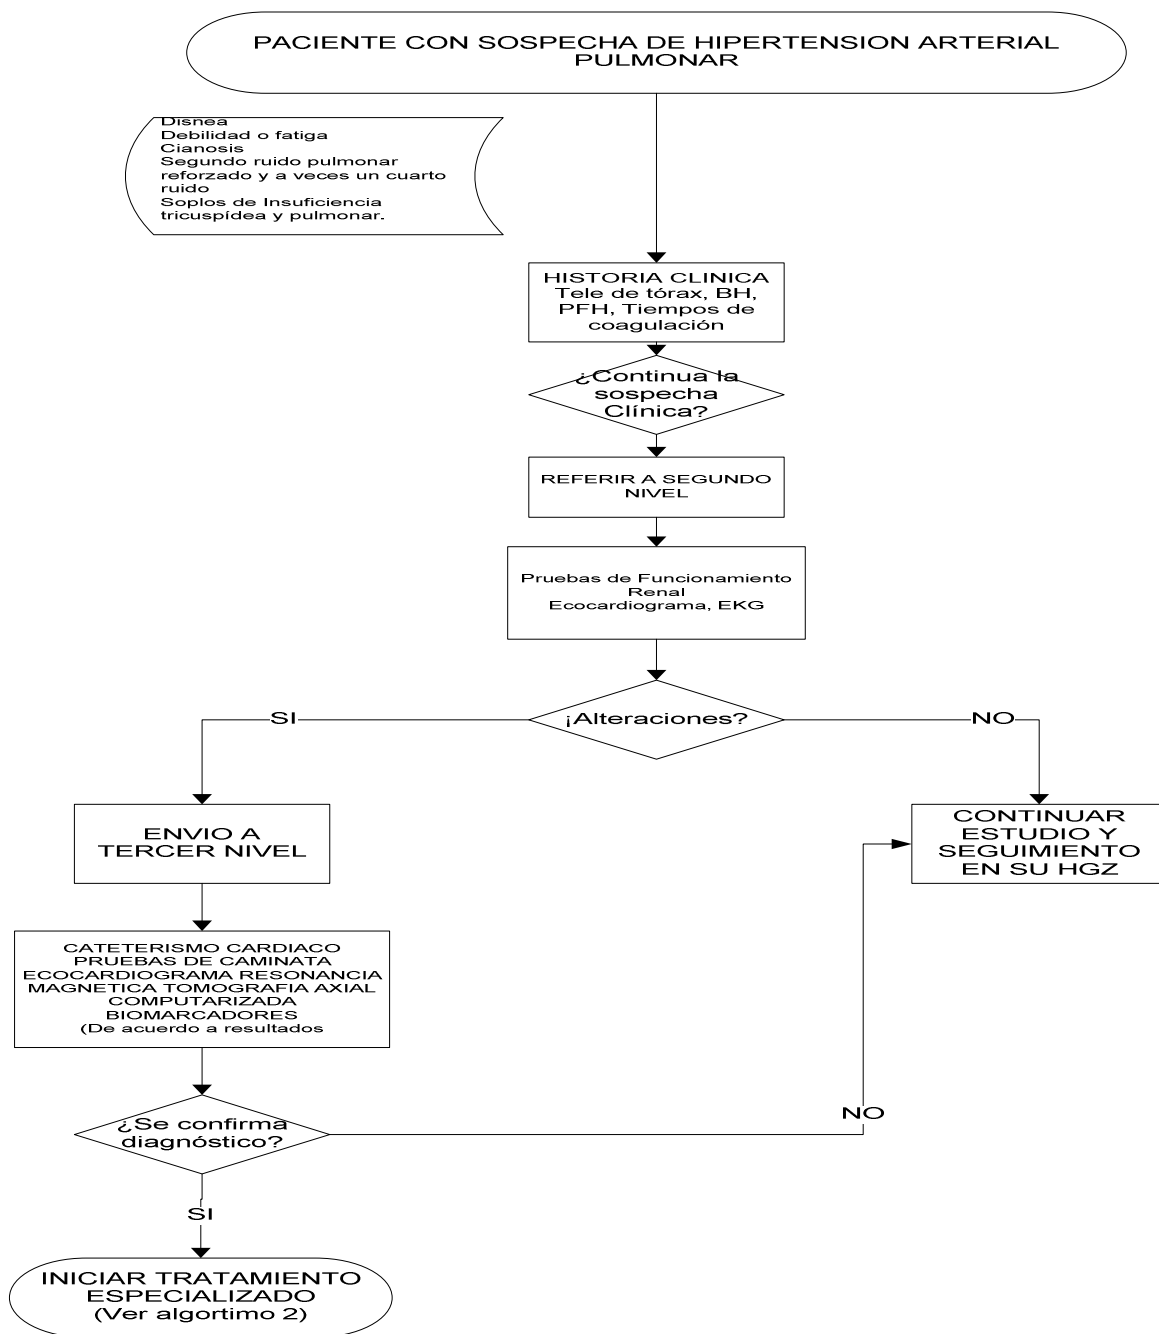 PACIENTE CON SOSPECHA DE HIPERTENSION ARTERIAL
PULMONAR
Disnea
Debilidad o fatiga
Cianosis
Segundo ruido pulmonar
reforzado y a veces un cuarto
ruido
Soplos de Insuficiencia
tricuspídea y pulmonar.
HISTORIA CLINICA
Tele de tórax, BH,
PFH, Tiempos de
coagulación
¿Continua la
sospecha
Clínica?
REFERIR A SEGUNDO
NIVEL
Pruebas de Funcionamiento
Renal
Ecocardiograma, EKG
¡Alteraciones?
SI
NO
ENVIO A
TERCER NIVEL
CONTINUAR
ESTUDIO Y
SEGUIMIENTO
EN SU HGZ
CATETERISMO CARDIACO
PRUEBAS DE CAMINATA
ECOCARDIOGRAMA RESONANCIA
MAGNETICA TOMOGRAFIA AXIAL
COMPUTARIZADA
BIOMARCADORES
(De acuerdo a resultados
¿Se confirma
diagnóstico?
NO
SI
INICIAR TRATAMIENTO
ESPECIALIZADO
(Ver algortimo 2)